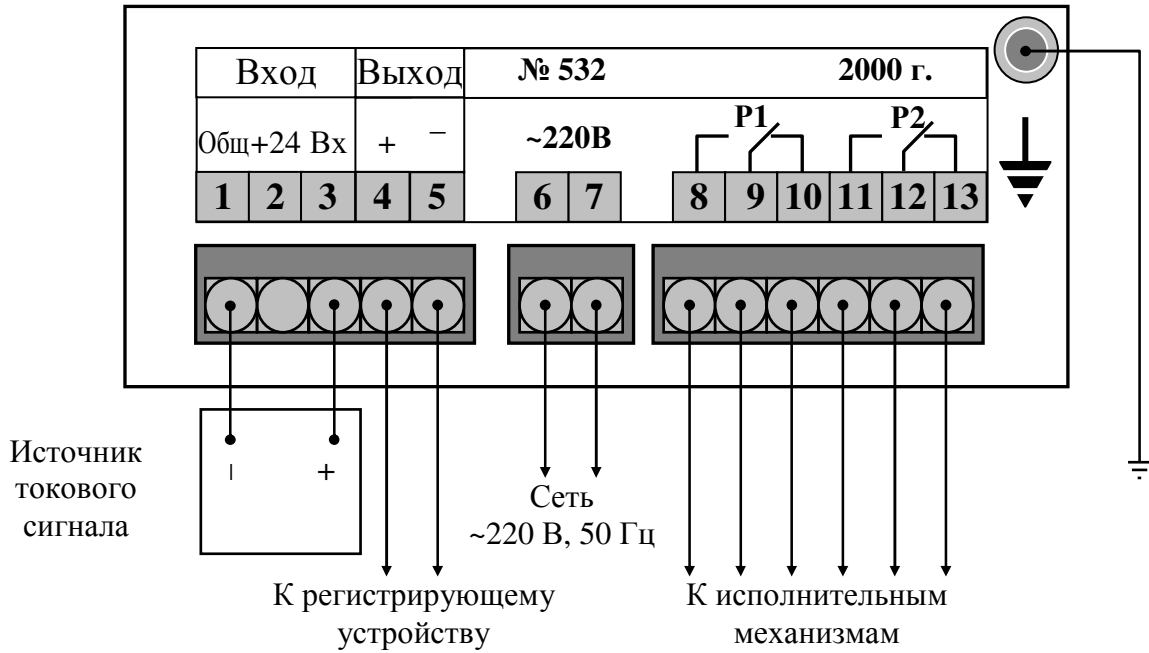 Вход Выход № 532 2000 г.
Общ +24 Вх + – ~220В Р1 Р2
1 2 3 4 5 6 7 8 9 10 11 12 13
Источник
токового
сигнала
– +
Сеть
~220 В, 50 Гц
К регистрирующему
устройству
К исполнительным
механизмам